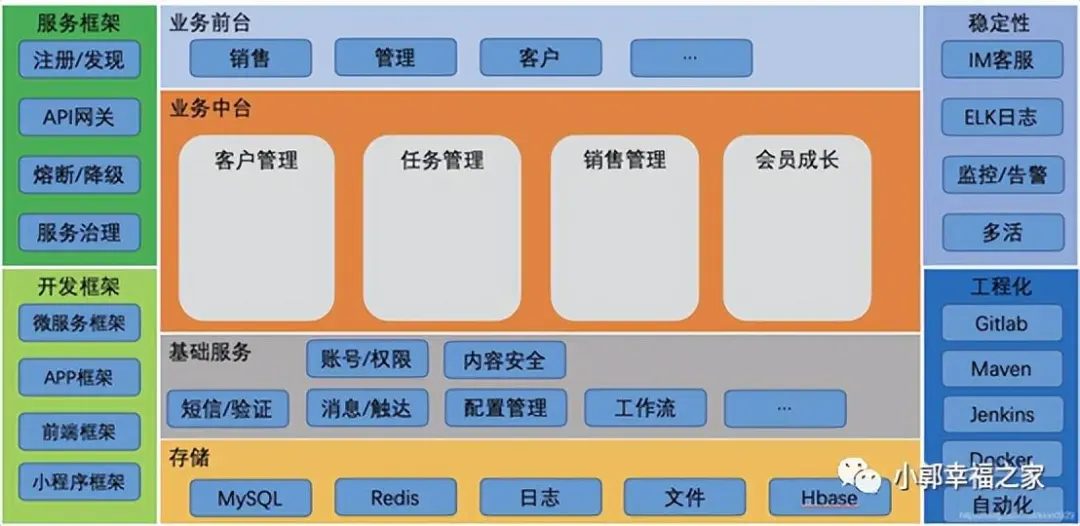 服务框架
注册/发现
API网关
熔断/降级
服务治理
开发框架
微服务框架
APP框架
前端框架
小程序框架
业务前台
销售
管理
客户
...
业务中台
客户管理
任务管理
销售管理
会员成长
基础服务
账号/权限
内容安全
短信/验证
消息/触达
配置管理
工作流
...
存储
MySQL
Redis
日志
文件
Hbase
稳定性
IM客服
ELK日志
监控/告警
多活
工程化
Gitlab
Maven
Jenkins
Docker
自动化
小郭幸福之家